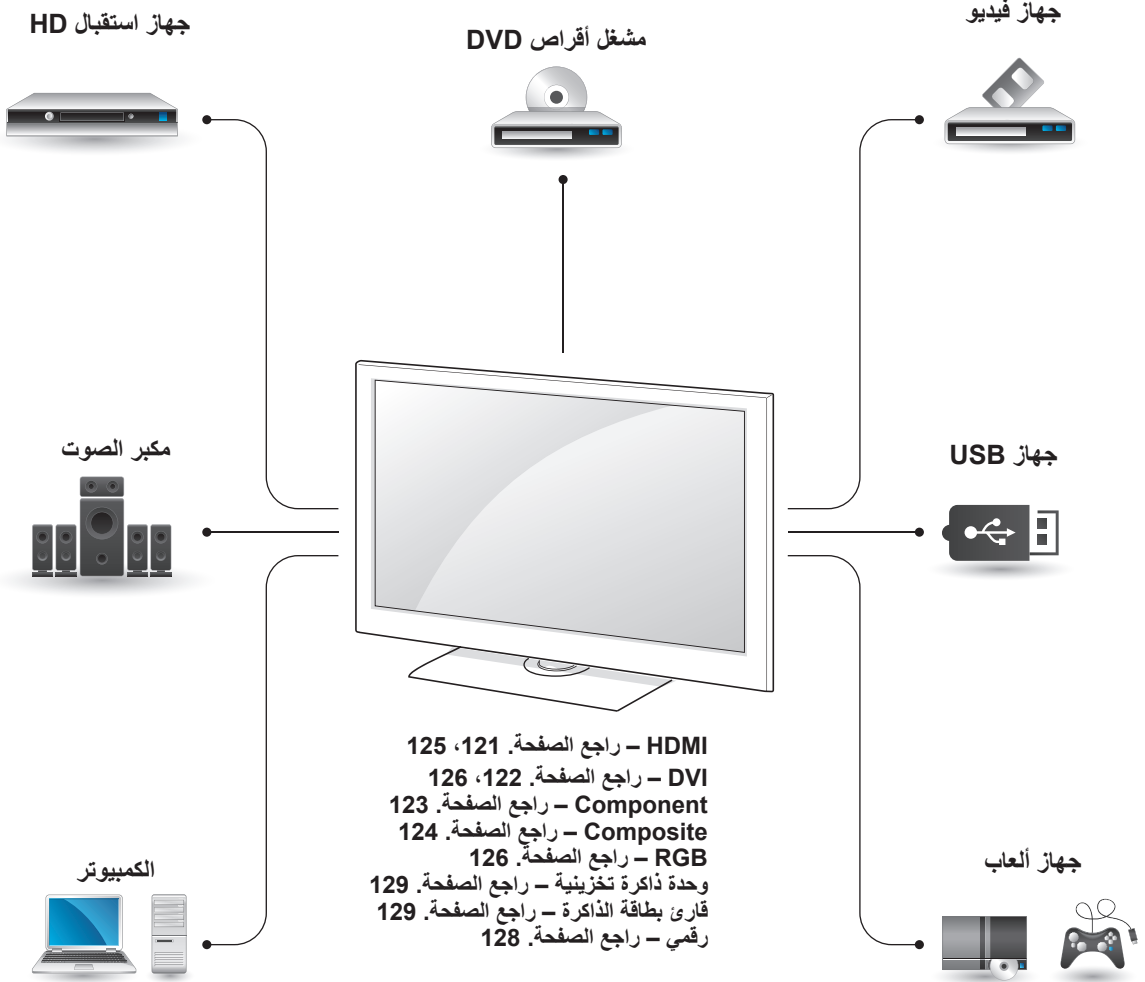 جهاز فيديو
مشغل أقراص DVD
جهاز استقبال HD
جهاز USB
مكبر الصوت
HDMI – راجع الصفحة. 121، 125
DVI – راجع الصفحة. 122، 126
Component – راجع الصفحة. 123
Composite – راجع الصفحة. 124
RGB – راجع الصفحة. 126
وحدة ذاكرة تخزينية – راجع الصفحة. 129
قارئ بطاقة الذاكرة – راجع الصفحة. 129
رقمي – راجع الصفحة. 128
جهاز ألعاب
الكمبيوتر